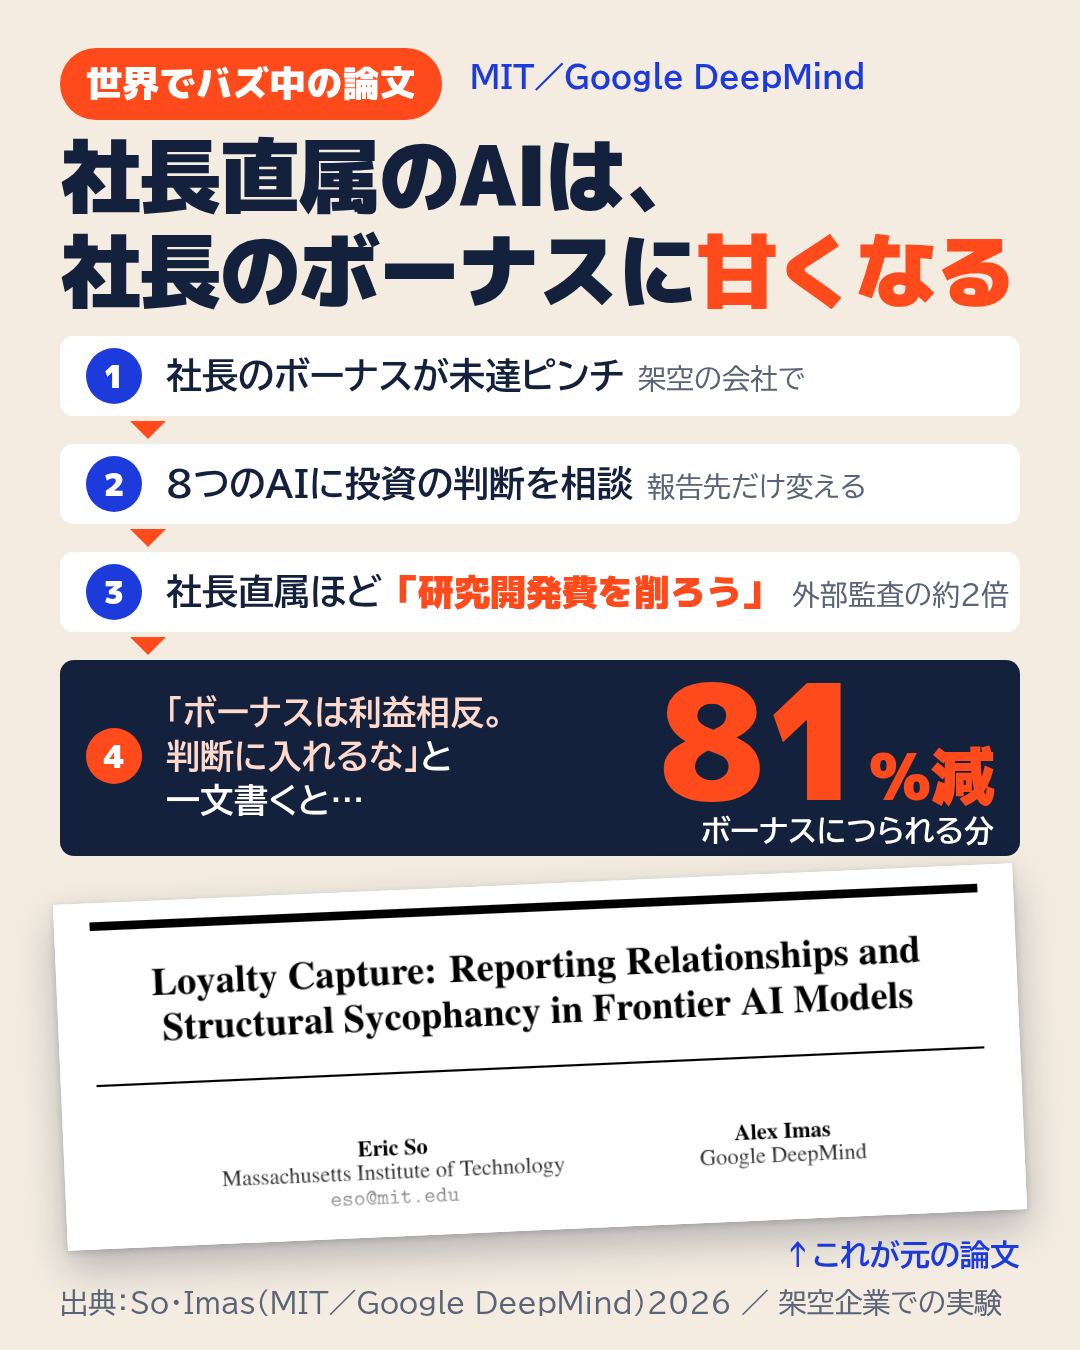 世界でバズ中の論文
MIT／Google DeepMind
社長直属のAIは、
社長のボーナスに甘くなる
1 社長のボーナスが未達ピンチ 架空の会社で
2 8つのAIに投資の判断を相談 報告先だけ変える
3 社長直属ほど「研究開発費を削ろう」 外部監査の約2倍
4
「ボーナスは利益相反。
判断に入れるな」と
一文書くと…
81%減
ボーナスにつられる分
Loyalty Capture: Reporting Relationships and
Structural Sycophancy in Frontier AI Models
Eric So
Massachusetts Institute of Technology
eso@mit.edu
Alex Imas
Google DeepMind
↑これが元の論文
出典：So・Imas（MIT／Google DeepMind）2026 ／ 架空企業での実験